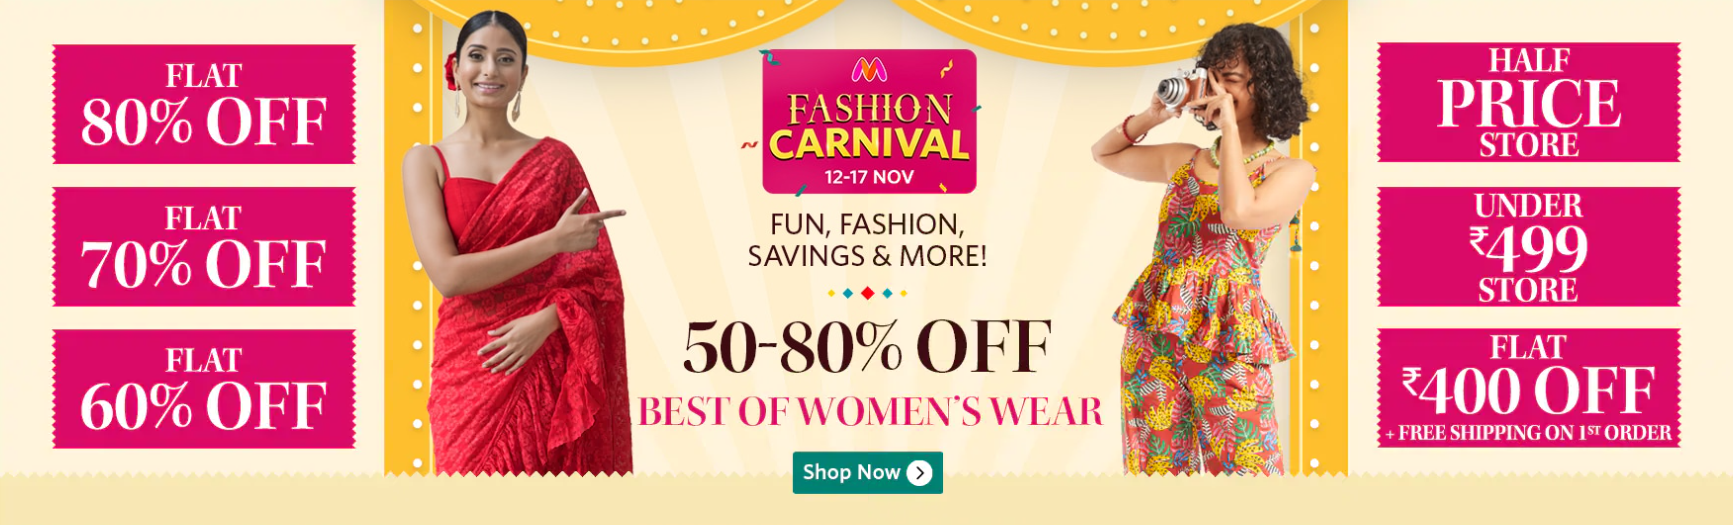 FLAT
80% OFF
FLAT
70% OFF
FLAT
60% OFF
FASHION
CARNIVAL
12-17 NOV
FUN, FASHION,
SAVINGS & MORE!
50-80% OFF
BEST OF WOMEN'S WEAR
Shop Now
HALF
PRICE
STORE
UNDER
₹499
STORE
FLAT
₹400 OFF
+ FREE SHIPPING ON 1ST ORDER